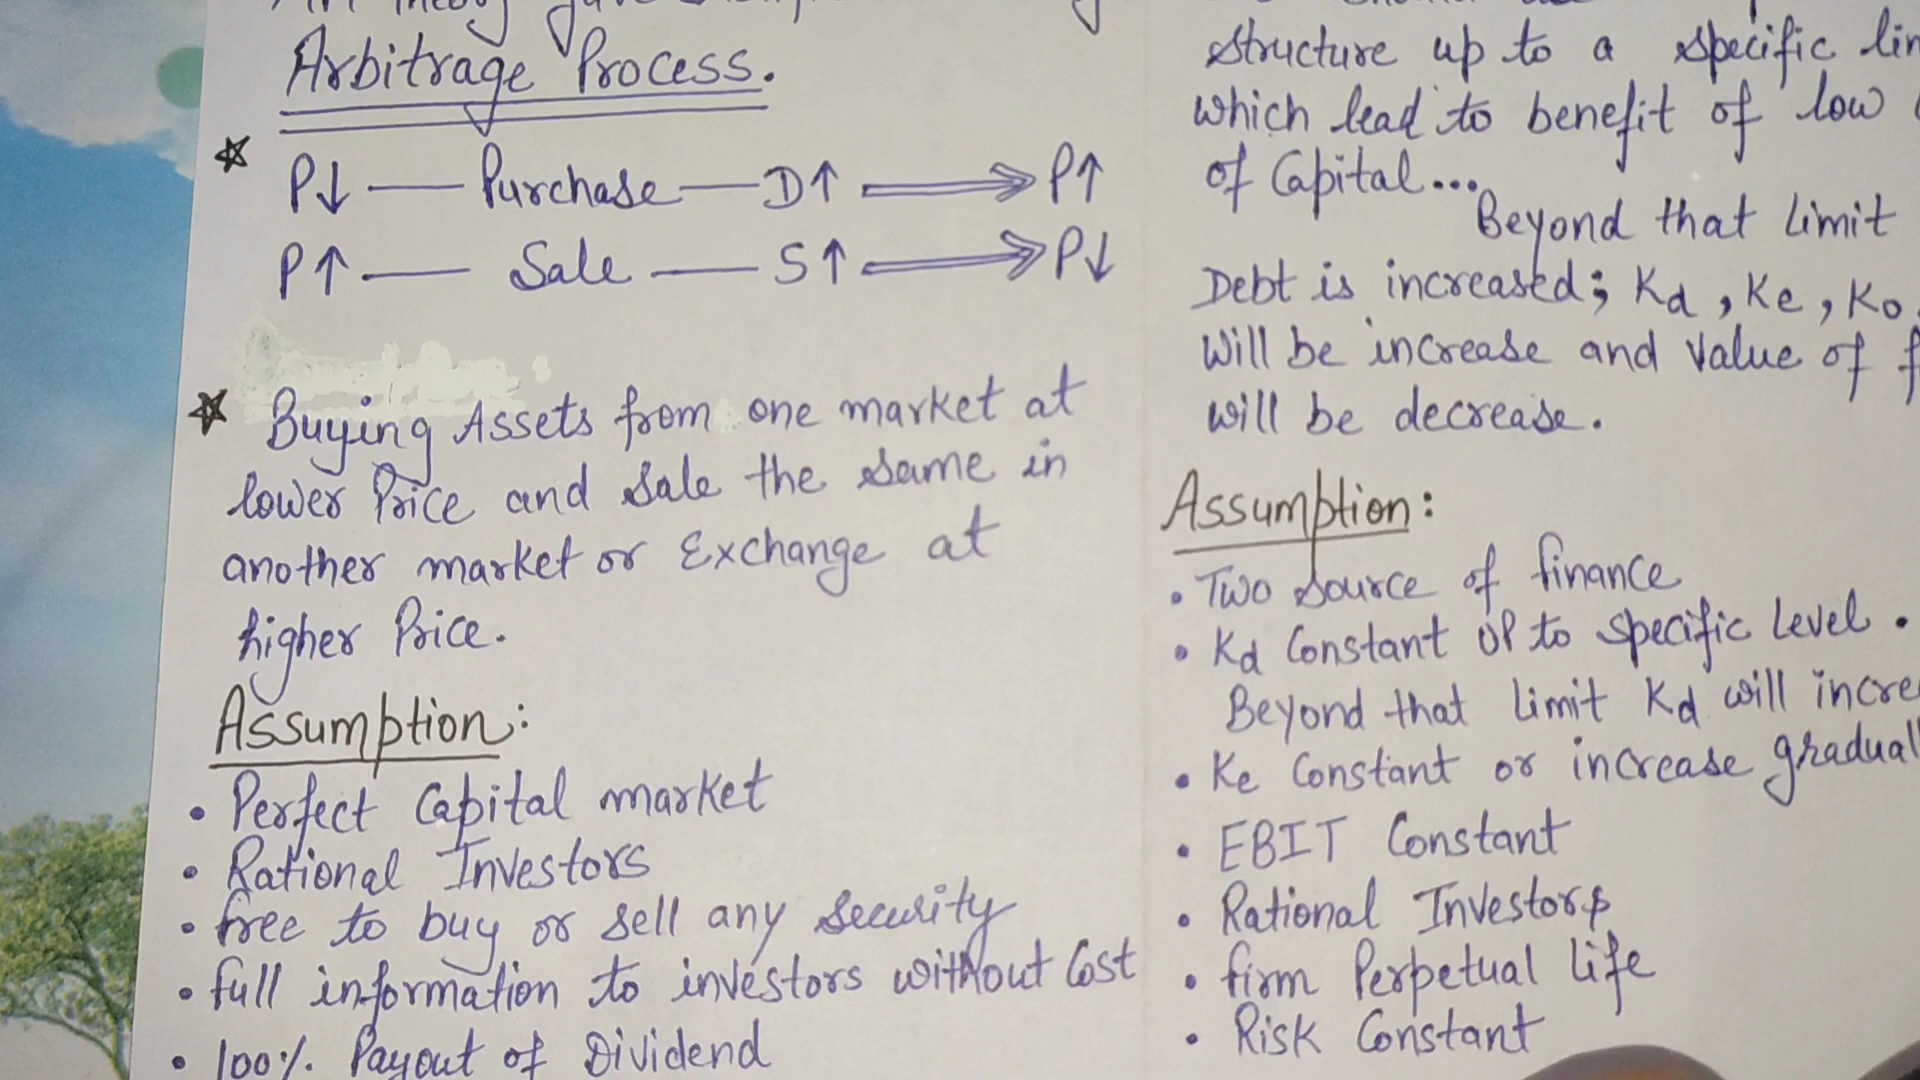 Arbitrage Process.
P↓ — Purchase — D↑ ⟹ P↑
P↑ — Sale — S↑ ⟹ P↓
Buying Assets from one market at
lower Price and Sale the same in
another market or Exchange at
higher Price.
Assumption:
• Perfect Capital market
• Rational Investors
• free to buy or sell any security
• full information to investors without Cost
• 100%. Payout of Dividend
structure up to a specific
which lead to benefit of low
of Capital...
Beyond that limit
Debt is increased; Kd, Ke, Ko
will be increase and value of
will be decrease.
Assumption:
• Two source of finance
• Kd Constant UP to specific level.
Beyond that limit Kd will
• Ke Constant or increase
• EBIT Constant
• Rational Investors
• firm Perpetual life
• Risk Constant